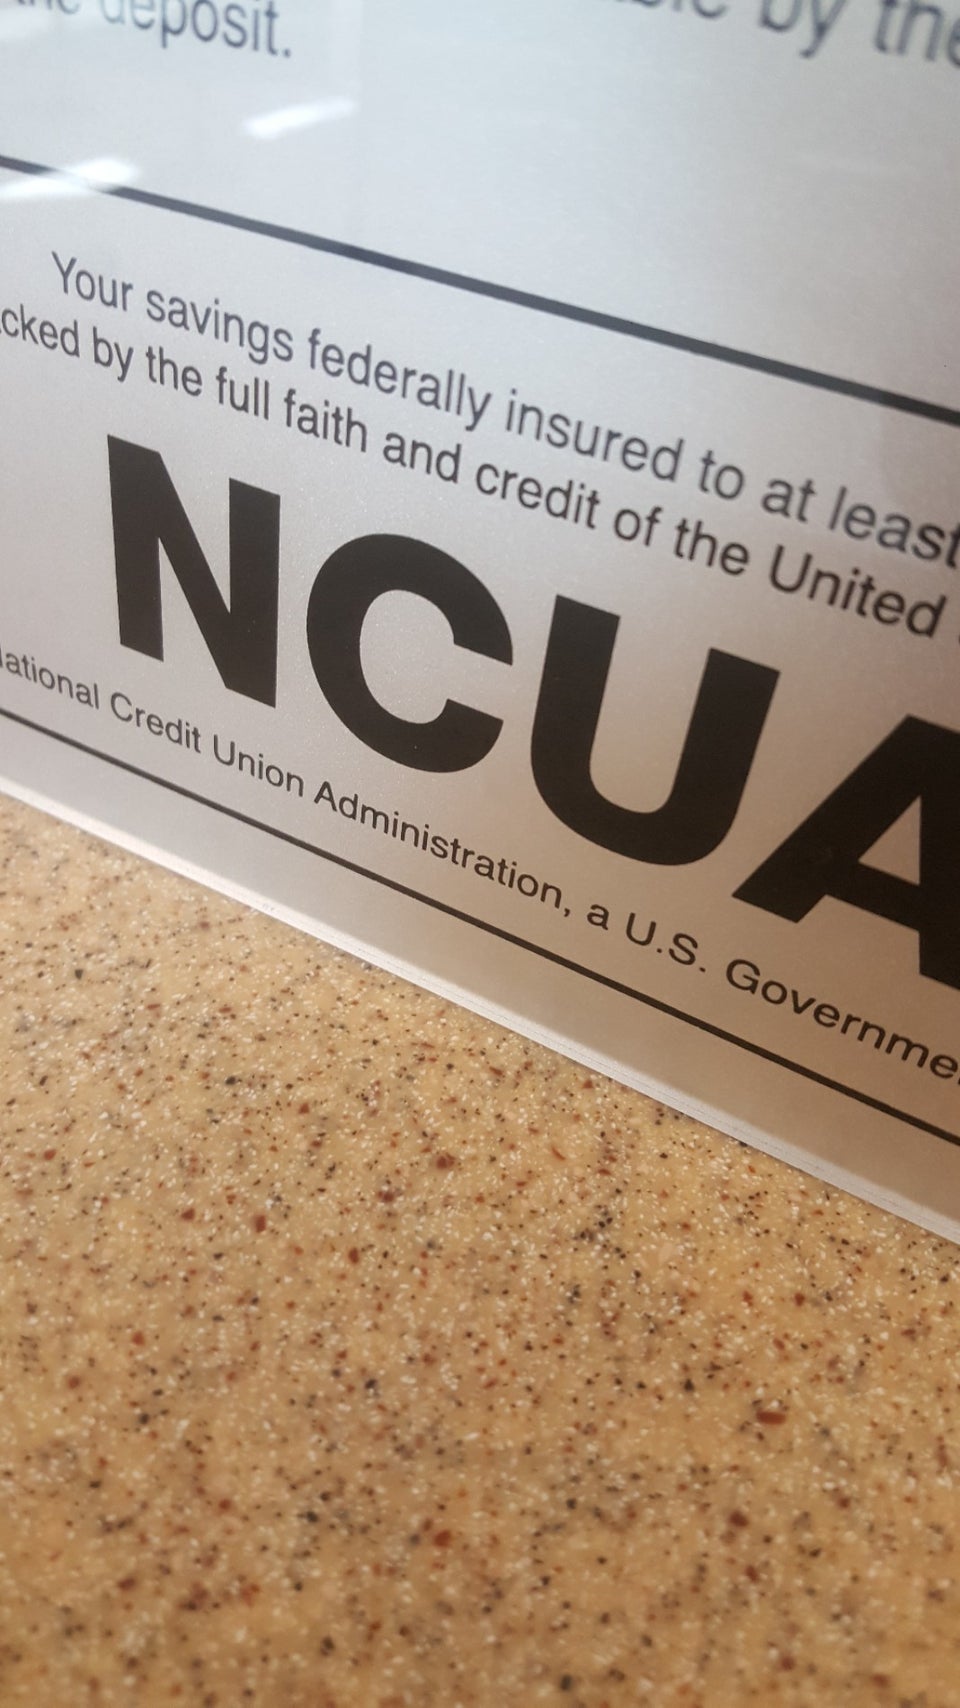 deposit.
by the
Your savings federally insured to at least
cked by the full faith and credit of the United
NCUA
National Credit Union Administration, a U.S. Governme